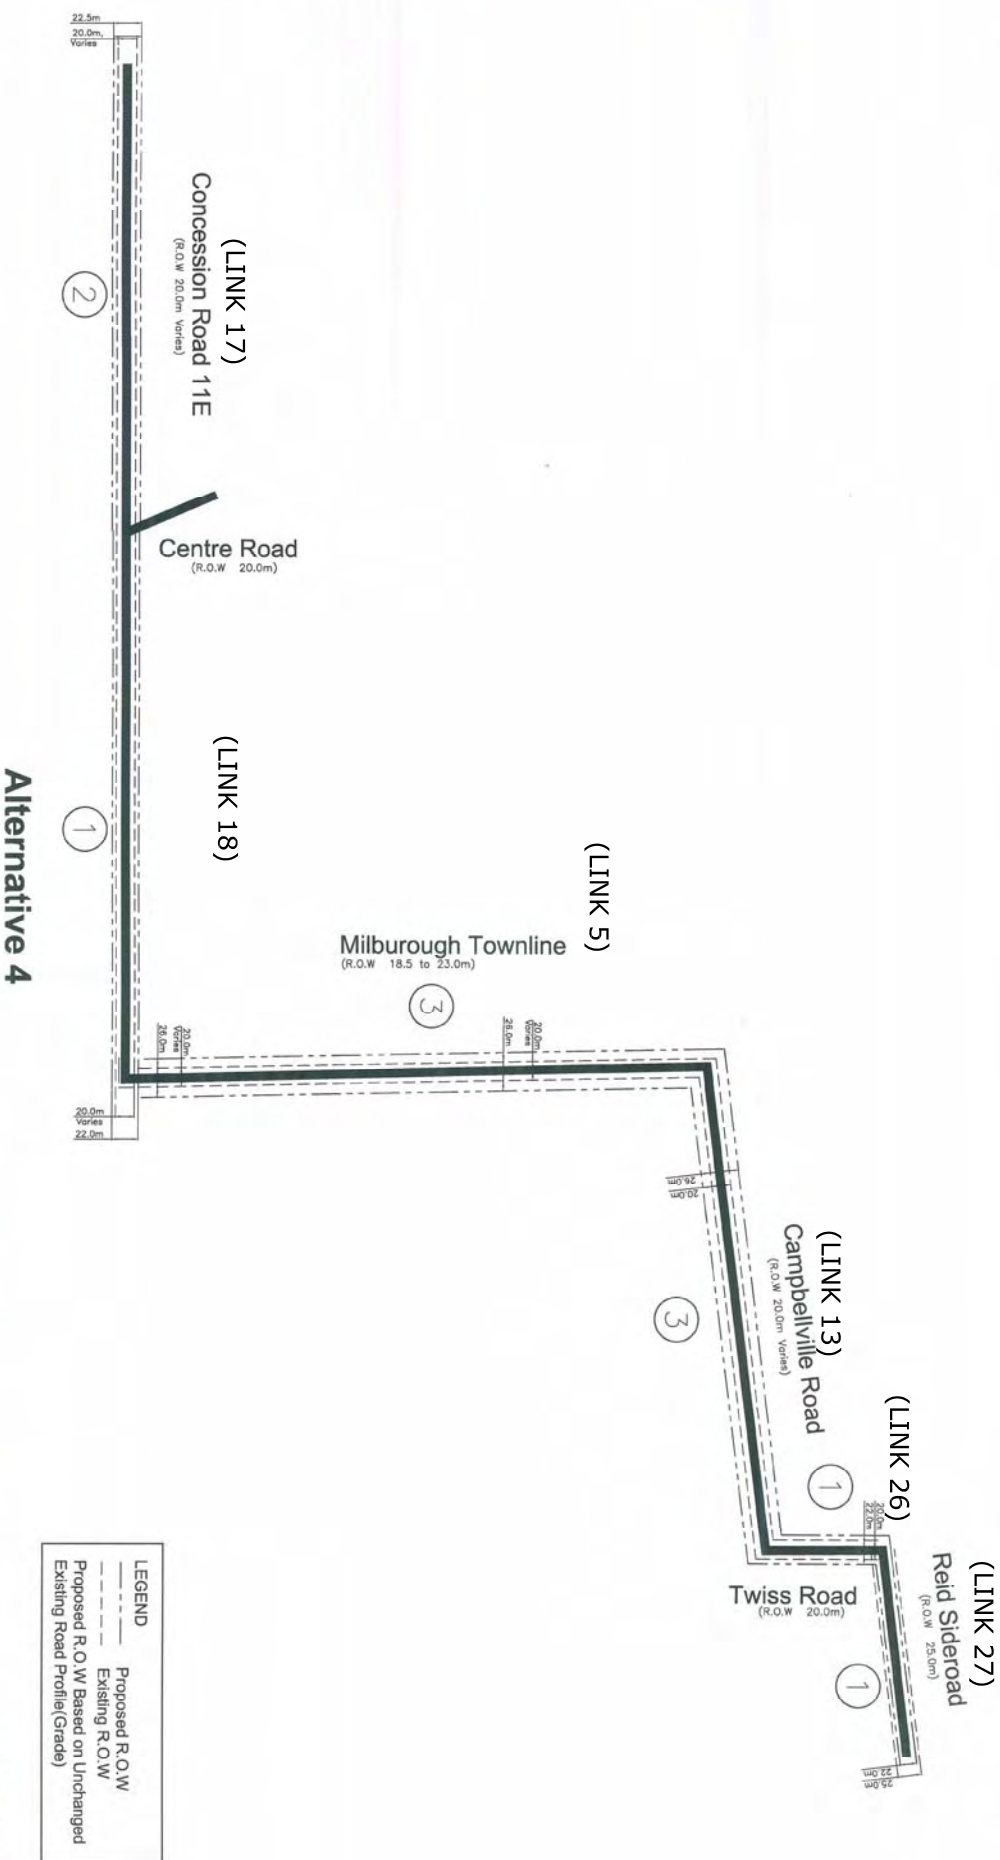 22.5m
20.0m,
Varies
(LINK 17)
Concession Road 11E
(R.O.W 20.0m Varies)
2
Centre Road
(R.O.W 20.0m)
(LINK 18)
1
Alternative 4
(LINK 5)
Milburough Townline
(R.O.W 18.5 to 23.0m)
3
20.0m
Varies
26.0m
20.0m
Varies
26.0m
20.0m
Varies
22.0m
26.0m
20.0m
(LINK 13)
Campbellville Road
(R.O.W 20.0m Varies)
3
(LINK 26)
1
20.0m
22.0m
Twiss Road
(R.O.W 20.0m)
(LINK 27)
Reid Sideroad
(R.O.W 25.0m)
1
22.0m
25.0m
LEGEND
Proposed R.O.W
Existing R.O.W
Proposed R.O.W Based on Unchanged
Existing Road Profile(Grade)